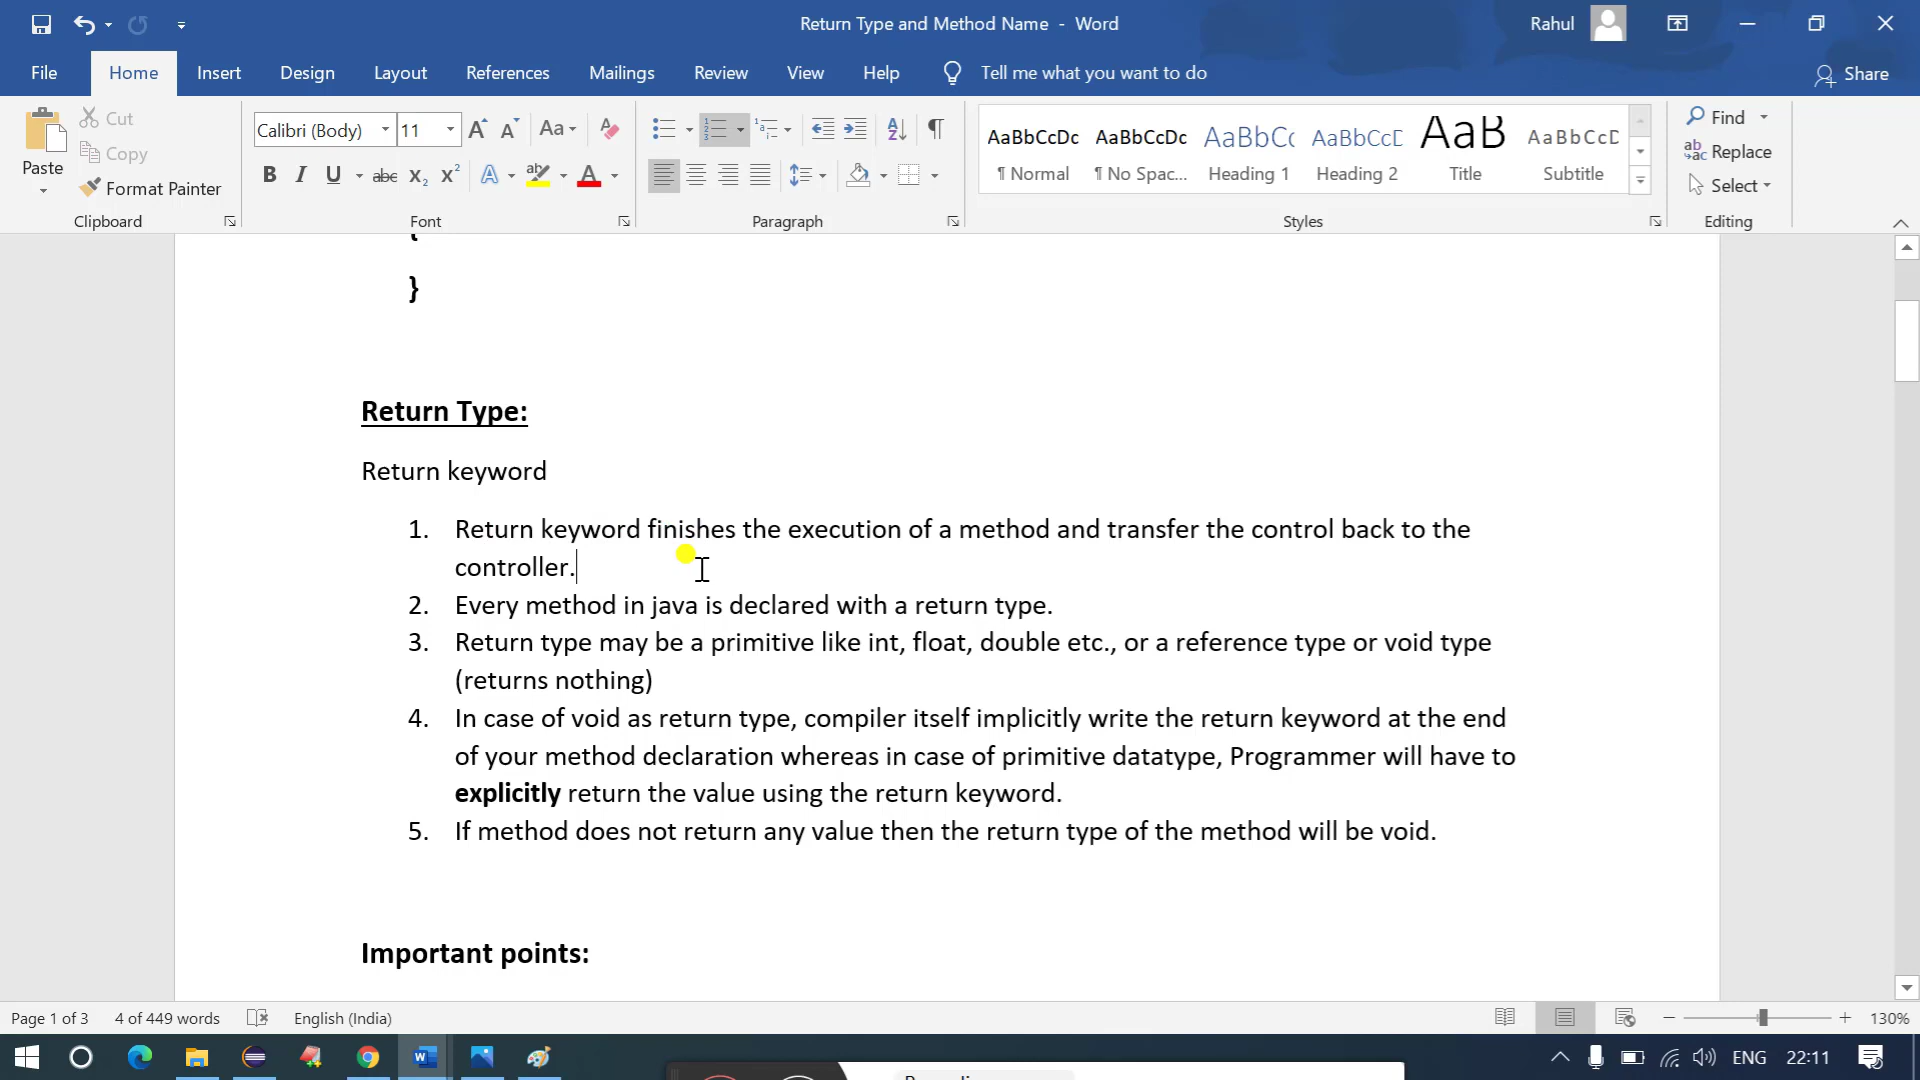 Return Type and Method Name - Word
Rahul
File Home Insert Design Layout References Mailings Review View Help Tell me what you want to do Share
Paste
Cut
Copy
Format Painter
Clipboard
Calibri (Body) 11
Font
Paragraph
AaBbCcDc AaBbCcDc AaBbCc AaBbCcD AaB AaBbCcD
¶ Normal ¶ No Spac... Heading 1 Heading 2 Title Subtitle
Styles
Find
Replace
Select
Editing
{
}
Return Type:
Return keyword
1. Return keyword finishes the execution of a method and transfer the control back to the
controller.
2. Every method in java is declared with a return type.
3. Return type may be a primitive like int, float, double etc., or a reference type or void type
(returns nothing)
4. In case of void as return type, compiler itself implicitly write the return keyword at the end
of your method declaration whereas in case of primitive datatype, Programmer will have to
explicitly return the value using the return keyword.
5. If method does not return any value then the return type of the method will be void.
Important points:
Page 1 of 3 4 of 449 words English (India) 130%
ENG 22:11